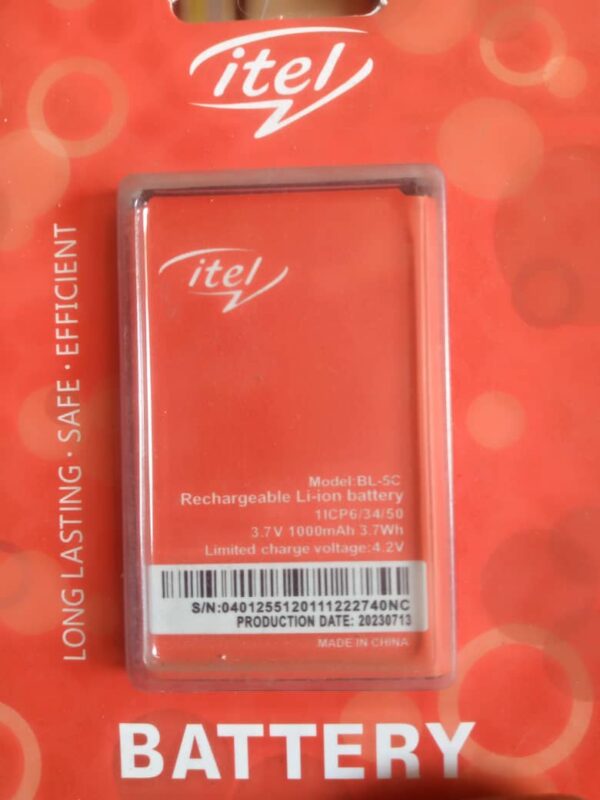 itel
LONG LASTING · SAFE · EFFICIENT
itel
Model:BL-5C
Rechargeable Li-ion battery
1ICP6/34/50
3.7V 1000mAh 3.7Wh
Limited charge voltage:4.2V
S/N:0401255120111222740NC
PRODUCTION DATE: 20230713
MADE IN CHINA
BATTERY